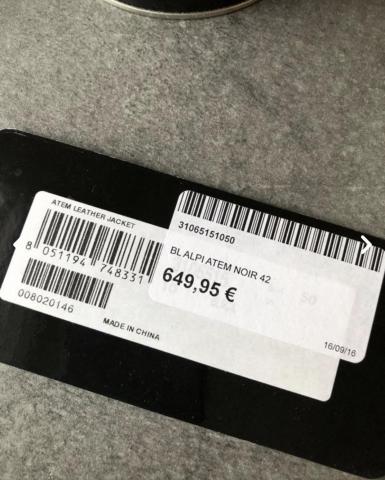 ATEM LEATHER JACKET
8 051194 748331
008020146
MADE IN CHINA
31065151050
BL ALPI ATEM NOIR 42
649,95 €
50
16/09/16